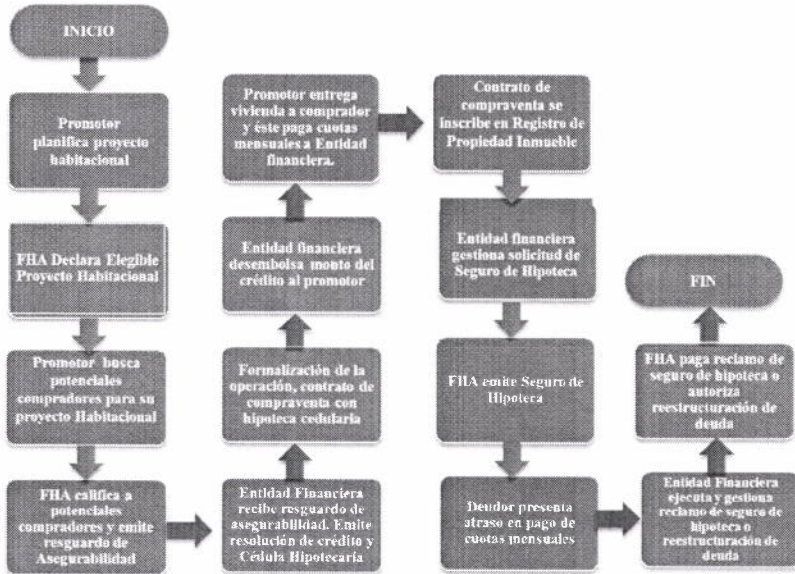 INICIO
Promotor
planifica proyecto
habitacional
FHA Declara Elegible
Proyecto Habitacional
Promotor busca
potenciales
compradores para su
proyecto Habitacional
FHA califica a
potenciales
compradores y emite
resguardo de
Asegurabilidad
Entidad Financiera
recibe resguardo de
asegurabilidad. Emite
resolución de crédito y
Cédula Hipotecaria
Formalización de la
operación, contrato de
compraventa con
hipoteca cedularia
Entidad financiera
desembolsa monto del
crédito al promotor
Promotor entrega
vivienda a comprador
y éste paga cuotas
mensuales a Entidad
financiera.
Contrato de
compraventa se
inscribe en Registro de
Propiedad Inmueble
Entidad financiera
gestiona solicitud de
Seguro de Hipoteca
FHA emite Seguro de
Hipoteca
Deudor presenta
atraso en pago de
cuotas mensuales
Entidad Financiera
ejecuta y gestiona
reclamo de seguro de
hipoteca o
reestructuración de
deuda
FHA paga reclamo de
seguro de hipoteca o
autoriza
reestructuración de
deuda
FIN